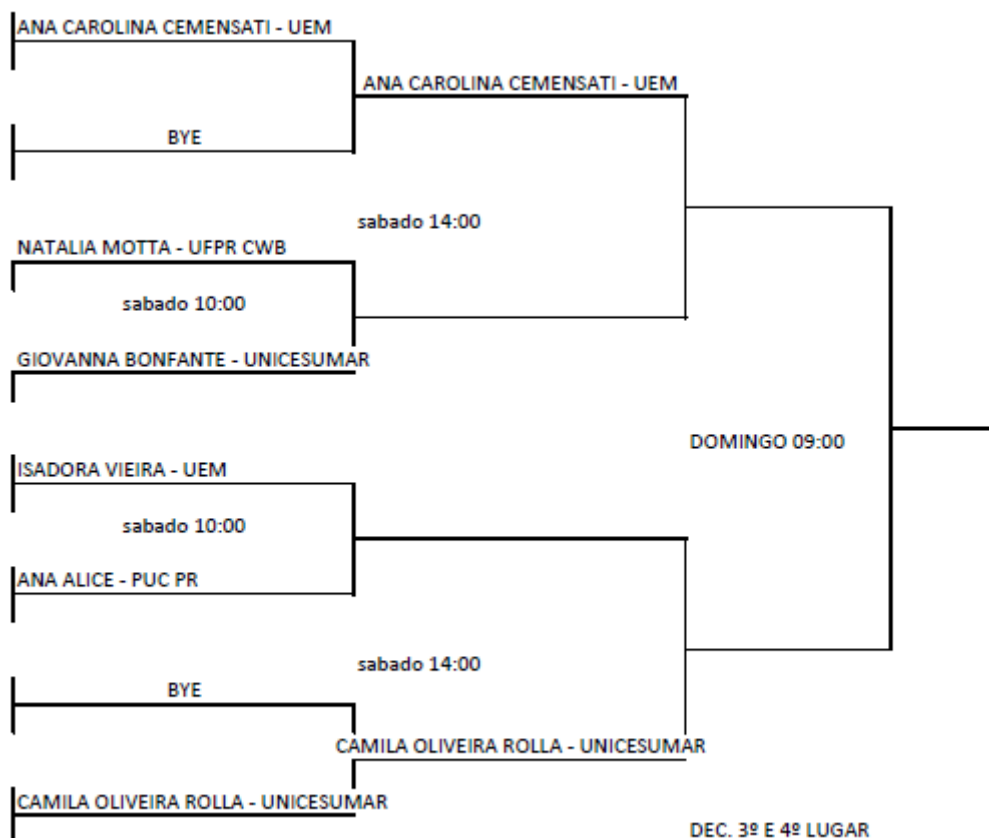 ANA CAROLINA CEMENSATI - UEM
ANA CAROLINA CEMENSATI - UEM
BYE
sabado 14:00
NATALIA MOTTA - UFPR CWB
sabado 10:00
GIOVANNA BONFANTE - UNICESUMAR
DOMINGO 09:00
ISADORA VIEIRA - UEM
sabado 10:00
ANA ALICE - PUC PR
sabado 14:00
BYE
CAMILA OLIVEIRA ROLLA - UNICESUMAR
CAMILA OLIVEIRA ROLLA - UNICESUMAR
DEC. 3º E 4º LUGAR